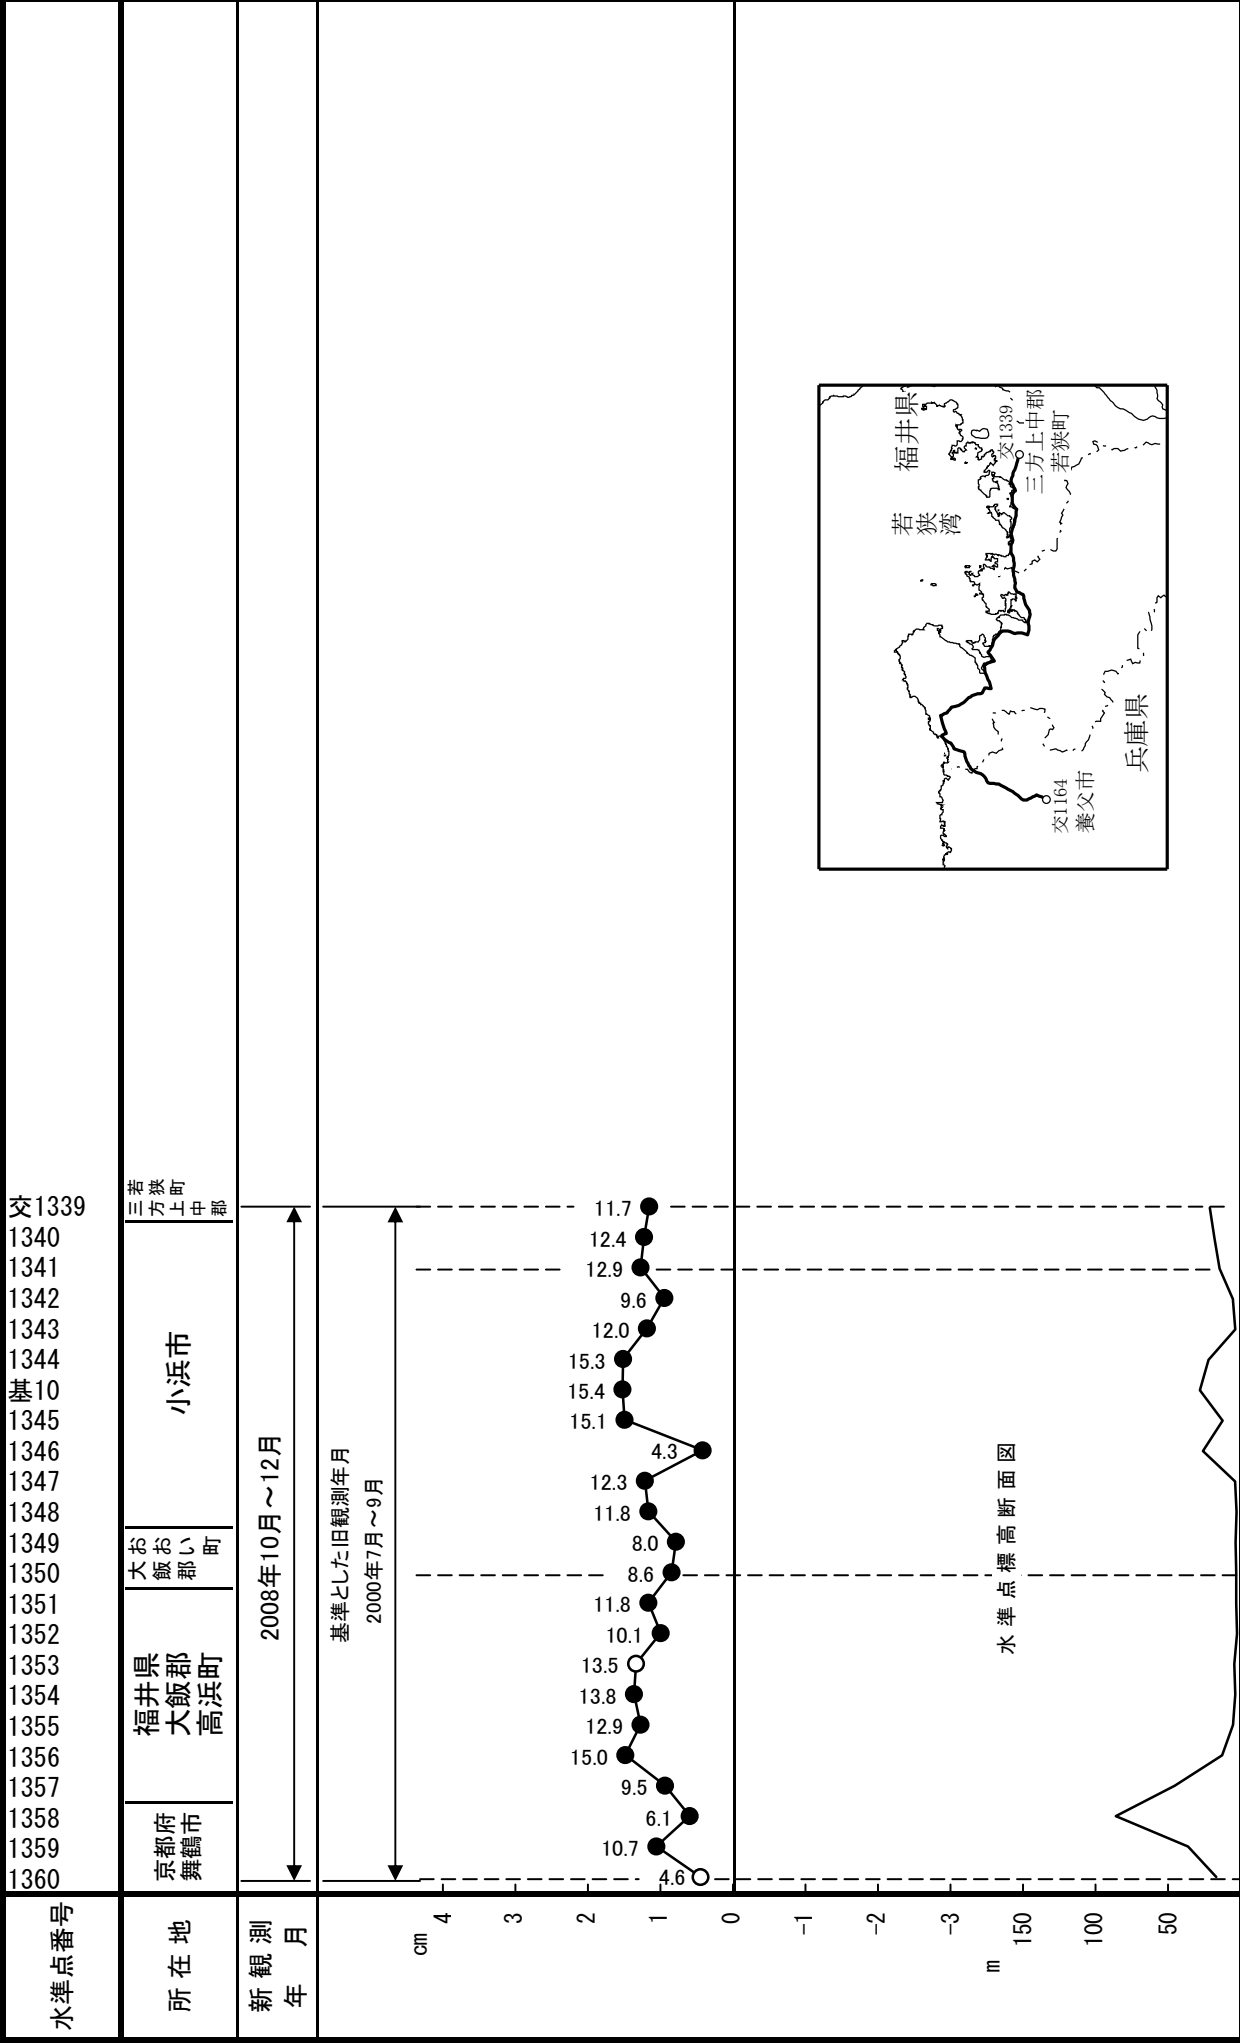 水準点番号
1360
1359
1358
1357
1356
1355
1354
1353
1352
1351
1350
1349
1348
1347
1346
1345
基10
1344
1343
1342
1341
1340
交1339
所在地
京都府
舞鶴市
福井県
大飯郡
高浜町
大飯郡
おおい町
小浜市
三方上中郡
若狭町
新観測
年 月
2008年10月～12月
基準とした旧観測年月
2000年7月～9月
cm
4
3
2
1
0
-1
-2
-3
4.6
10.7
6.1
9.5
15.0
12.9
13.8
13.5
10.1
11.8
8.6
8.0
11.8
12.3
4.3
15.1
15.4
15.3
12.0
9.6
12.9
12.4
11.7
m
150
100
50
水準点標高断面図
福井県
若狭湾
交1339
三方上中郡
若狭町
交1164
養父市
兵庫県